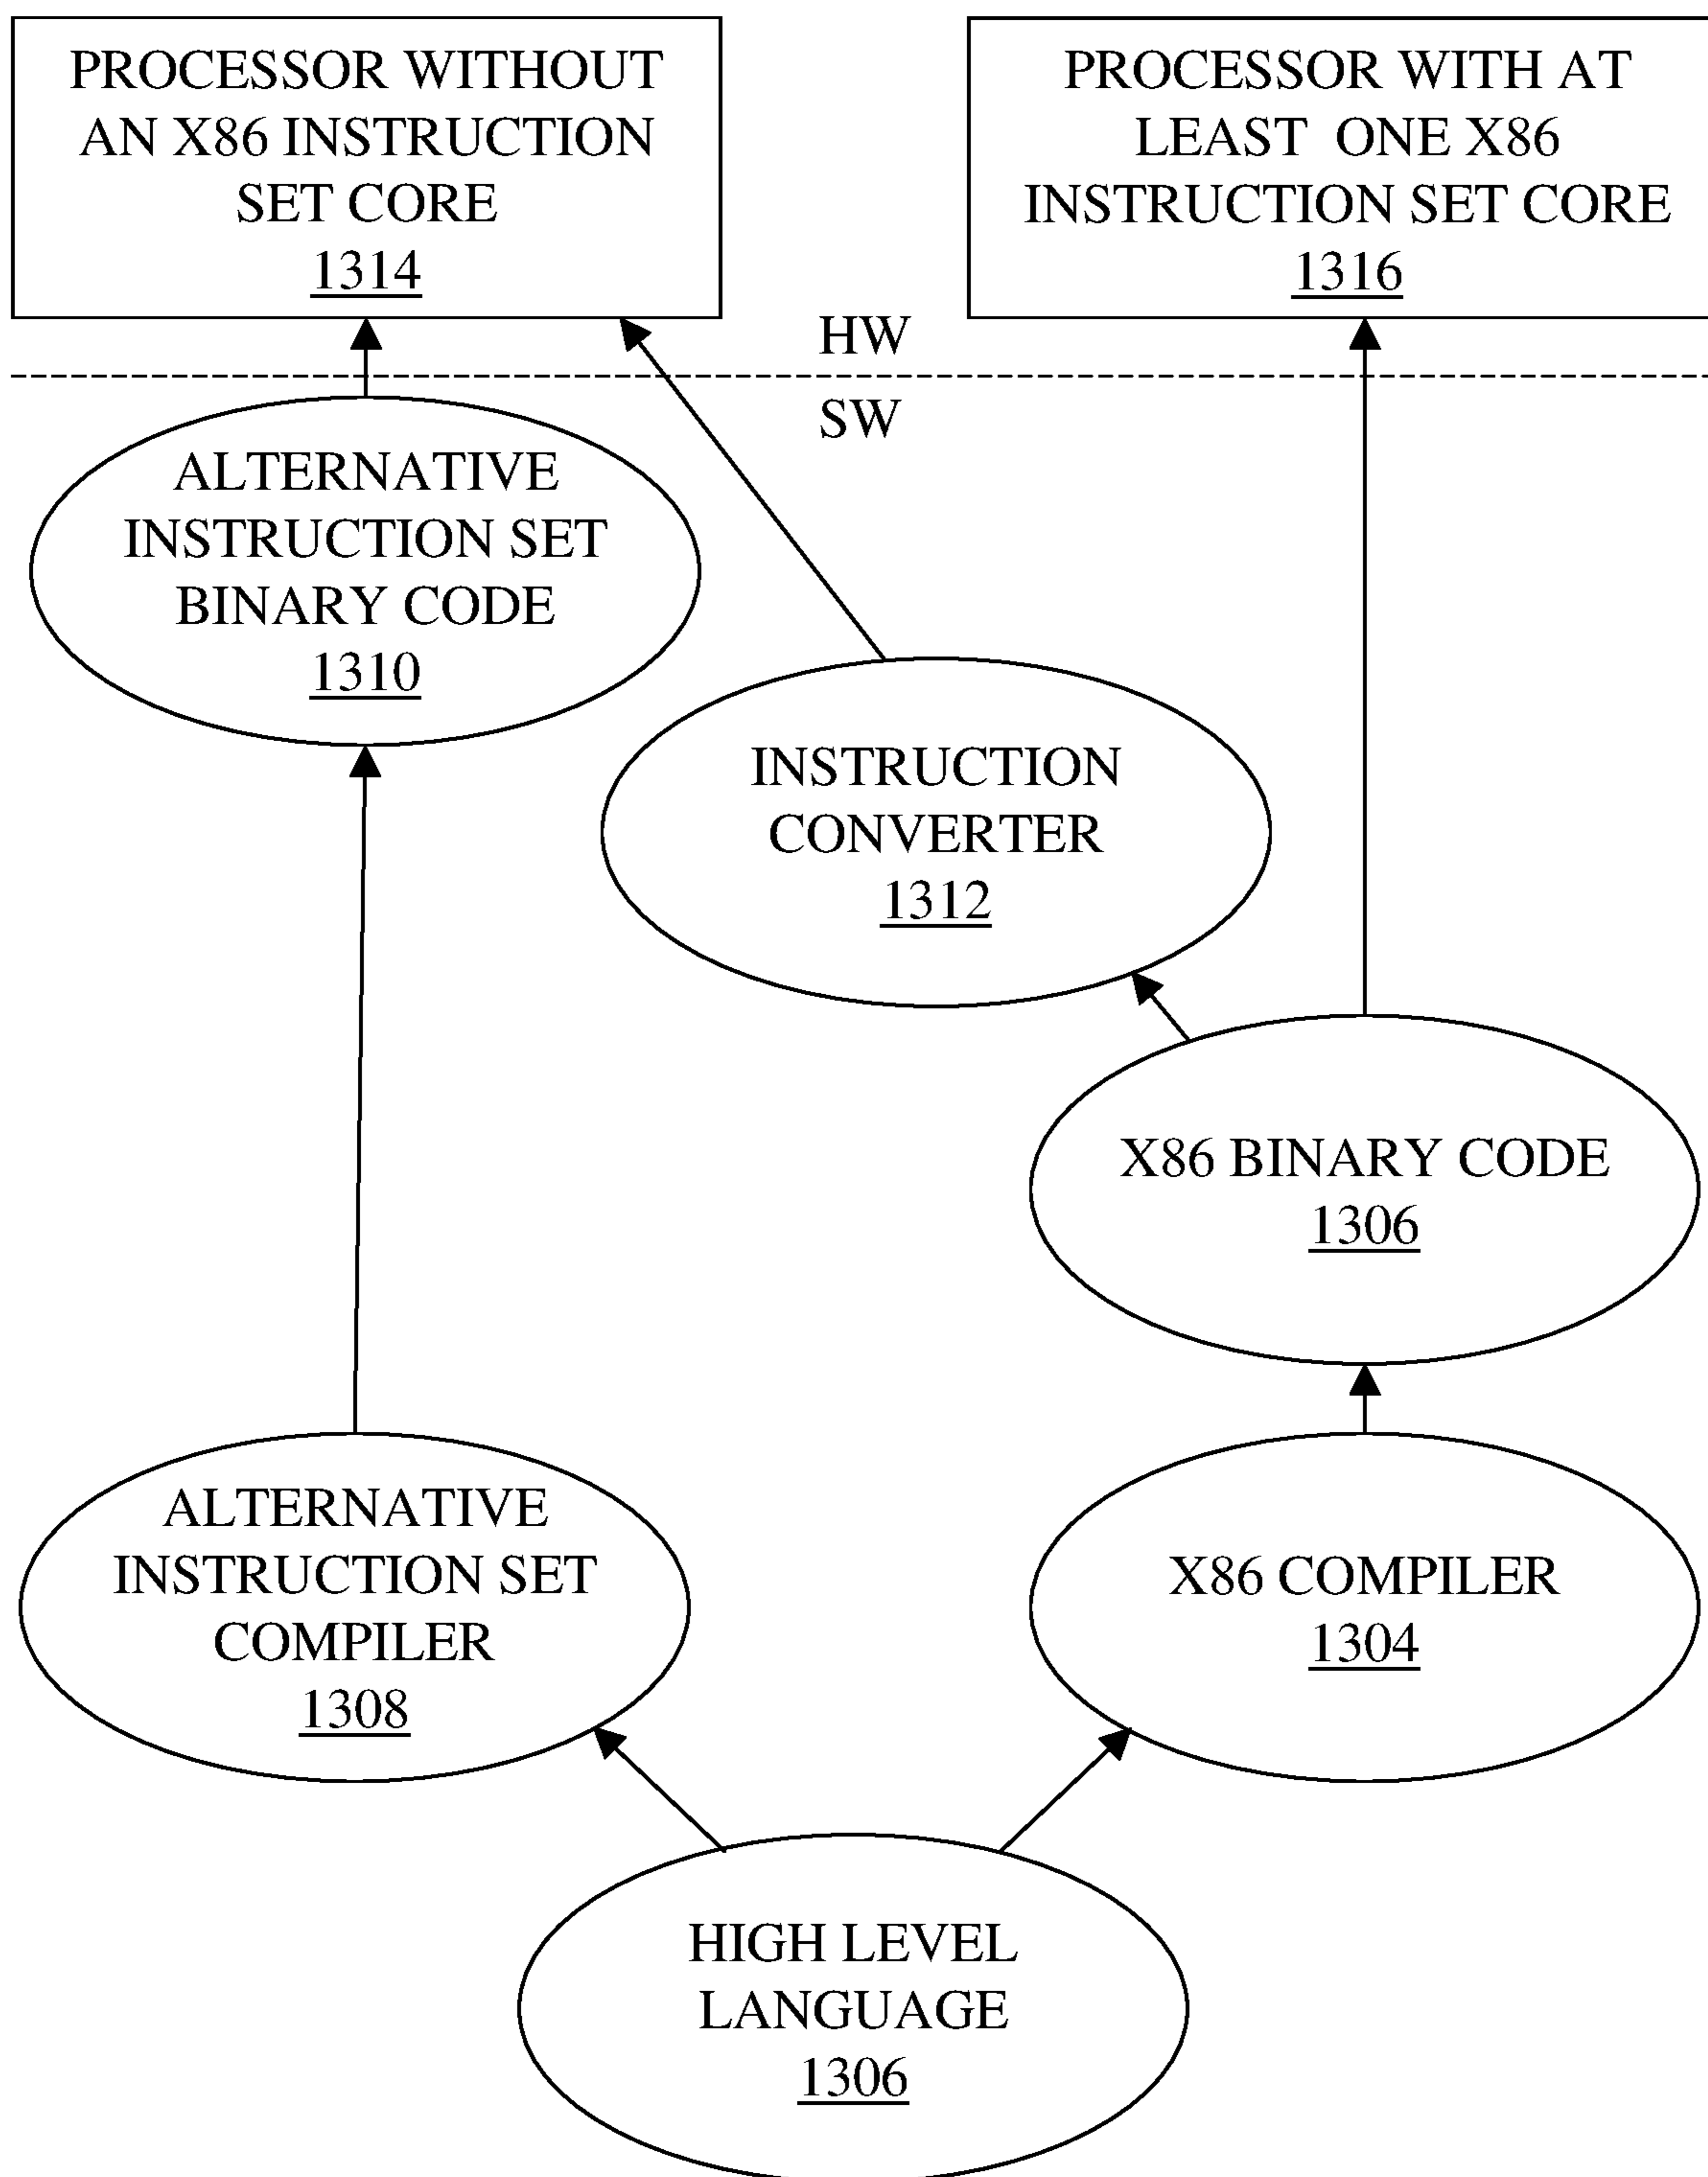 PROCESSOR WITHOUT
AN X86 INSTRUCTION
SET CORE
1314
PROCESSOR WITH AT
LEAST ONE X86
INSTRUCTION SET CORE
1316
HW
SW
ALTERNATIVE
INSTRUCTION SET
BINARY CODE
1310
INSTRUCTION
CONVERTER
1312
X86 BINARY CODE
1306
ALTERNATIVE
INSTRUCTION SET
COMPILER
1308
X86 COMPILER
1304
HIGH LEVEL
LANGUAGE
1306